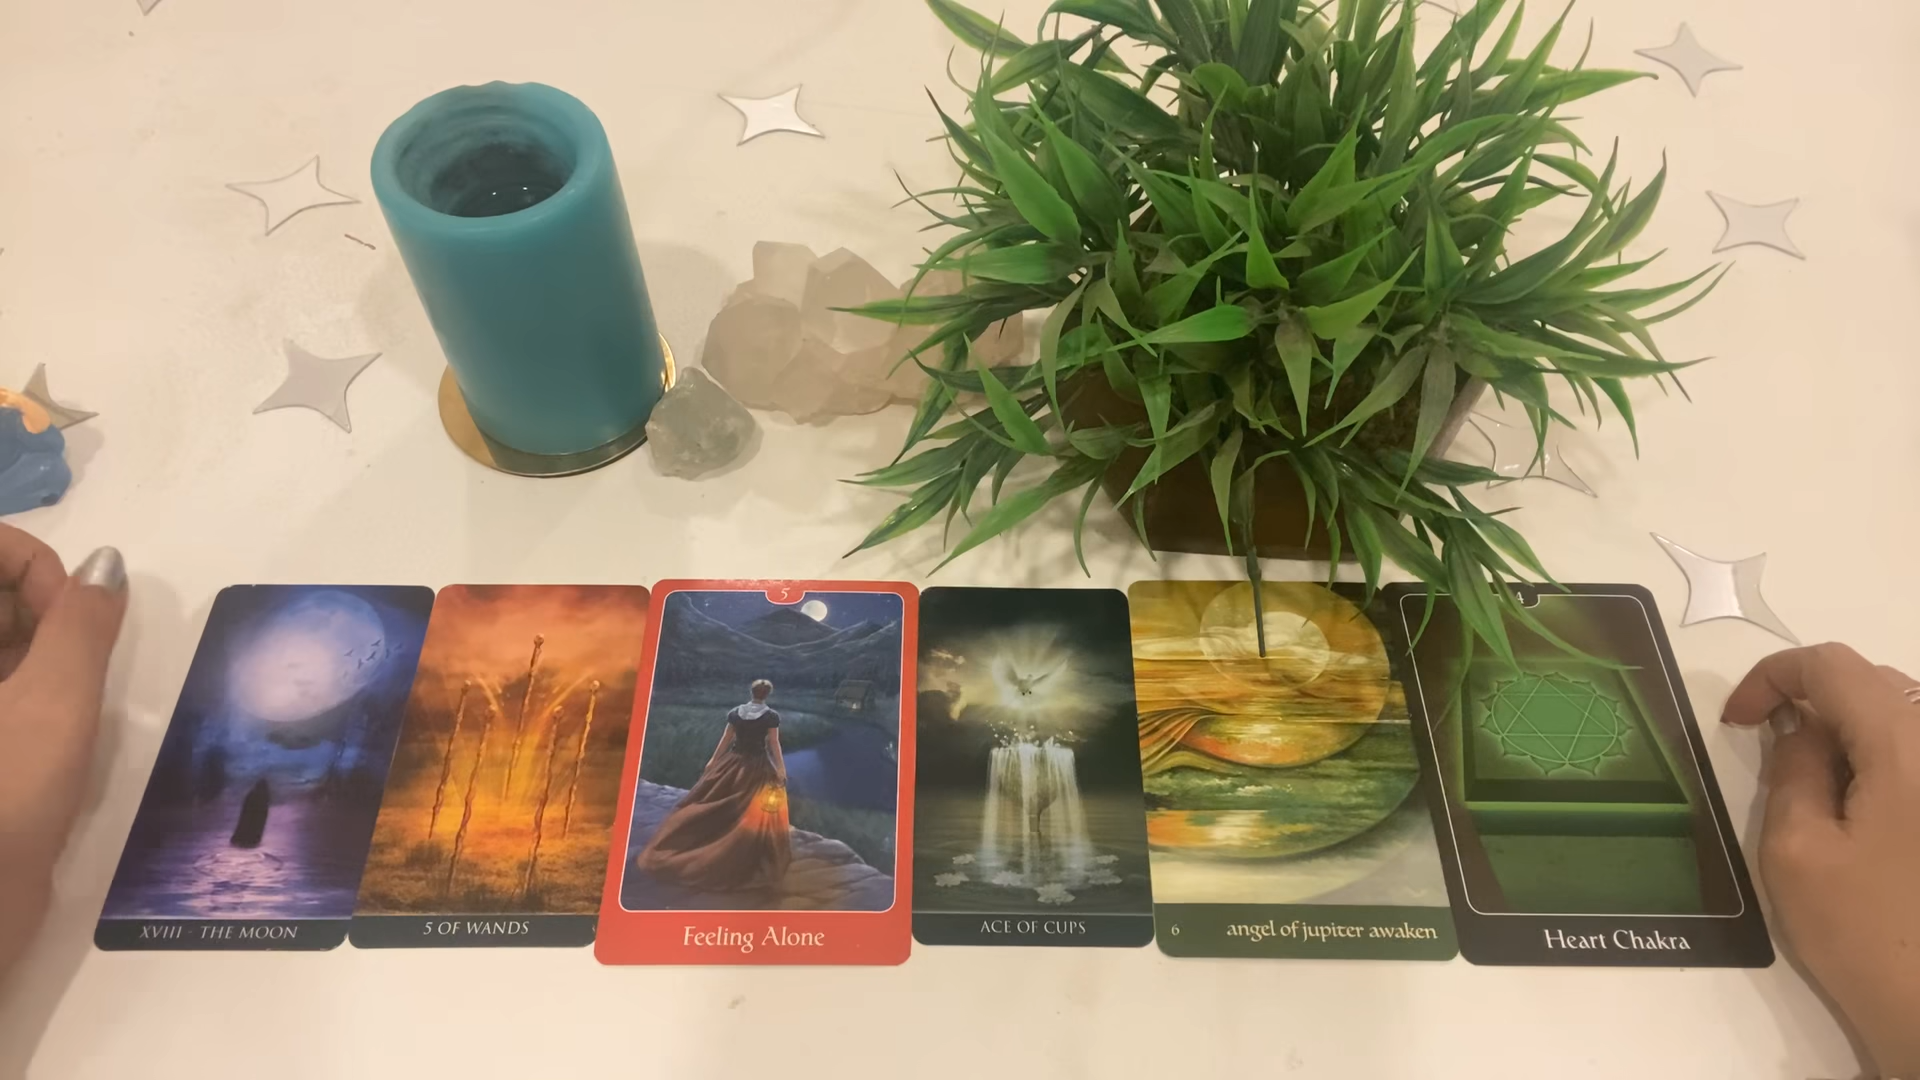 XVIII · THE MOON
5 OF WANDS
5
Feeling Alone
ACE OF CUPS
6 angel of jupiter awaken
4
Heart Chakra